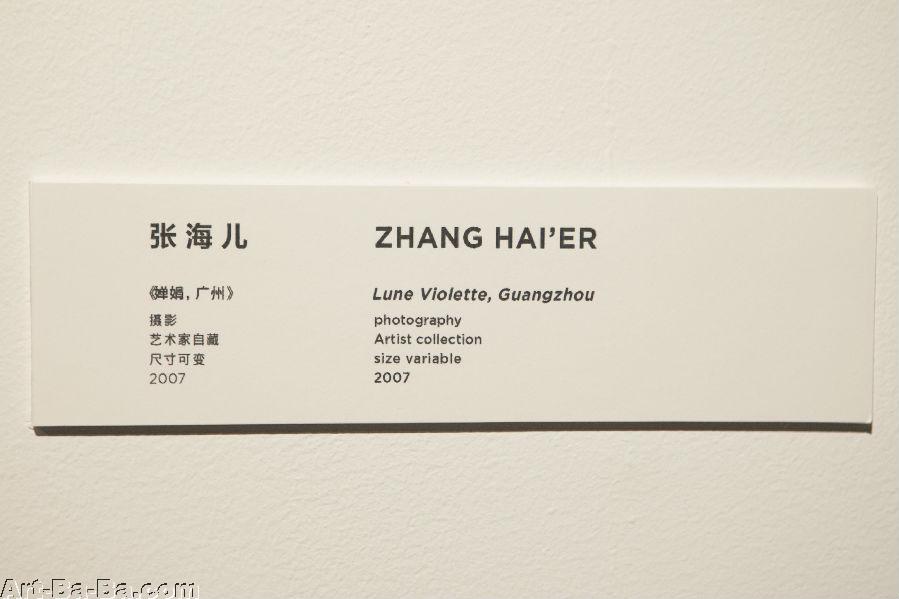 张海儿
《婵娟，广州》
摄影
艺术家自藏
尺寸可变
2007
ZHANG HAI’ER
Lune Violette, Guangzhou
photography
Artist collection
size variable
2007
Art-Ba-Ba.com